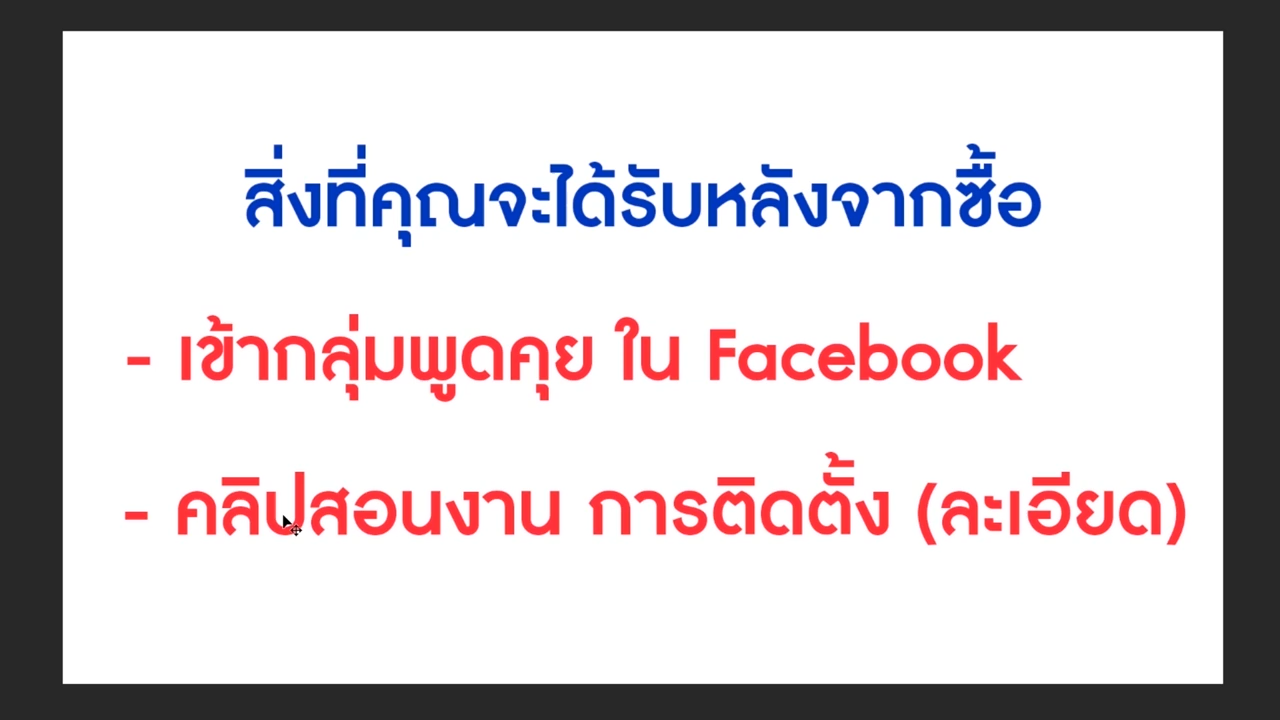 สิ่งที่คุณจะได้รับหลังจากซื้อ
- เข้ากลุ่มพูดคุย ใน Facebook
- คลิปสอนงาน การติดตั้ง (ละเอียด)